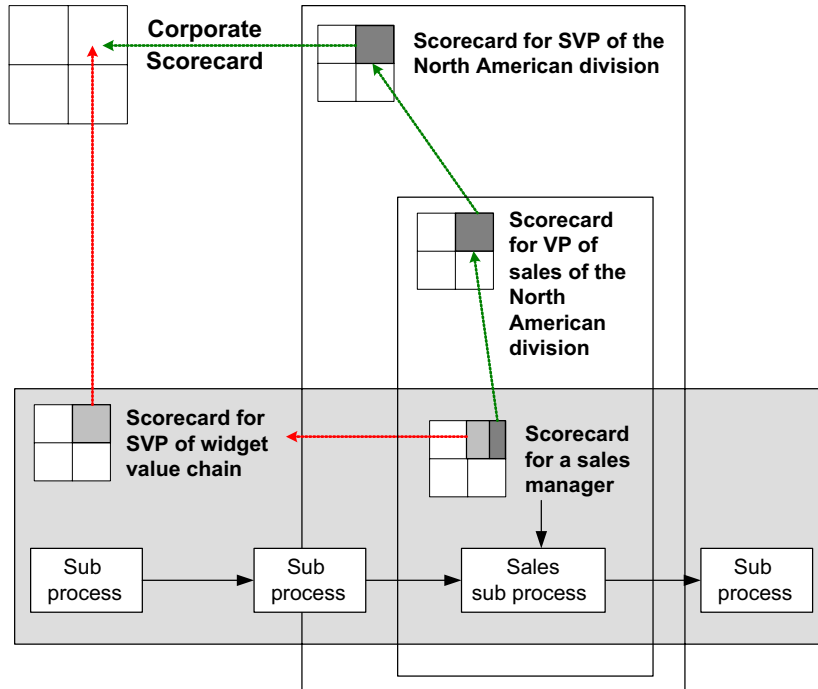 Corporate
Scorecard
Scorecard for SVP of the
North American division
Scorecard
for VP of
sales of the
North
American
division
Scorecard for
SVP of widget
value chain
Scorecard
for a sales
manager
Sub
process
Sub
process
Sales
sub process
Sub
process